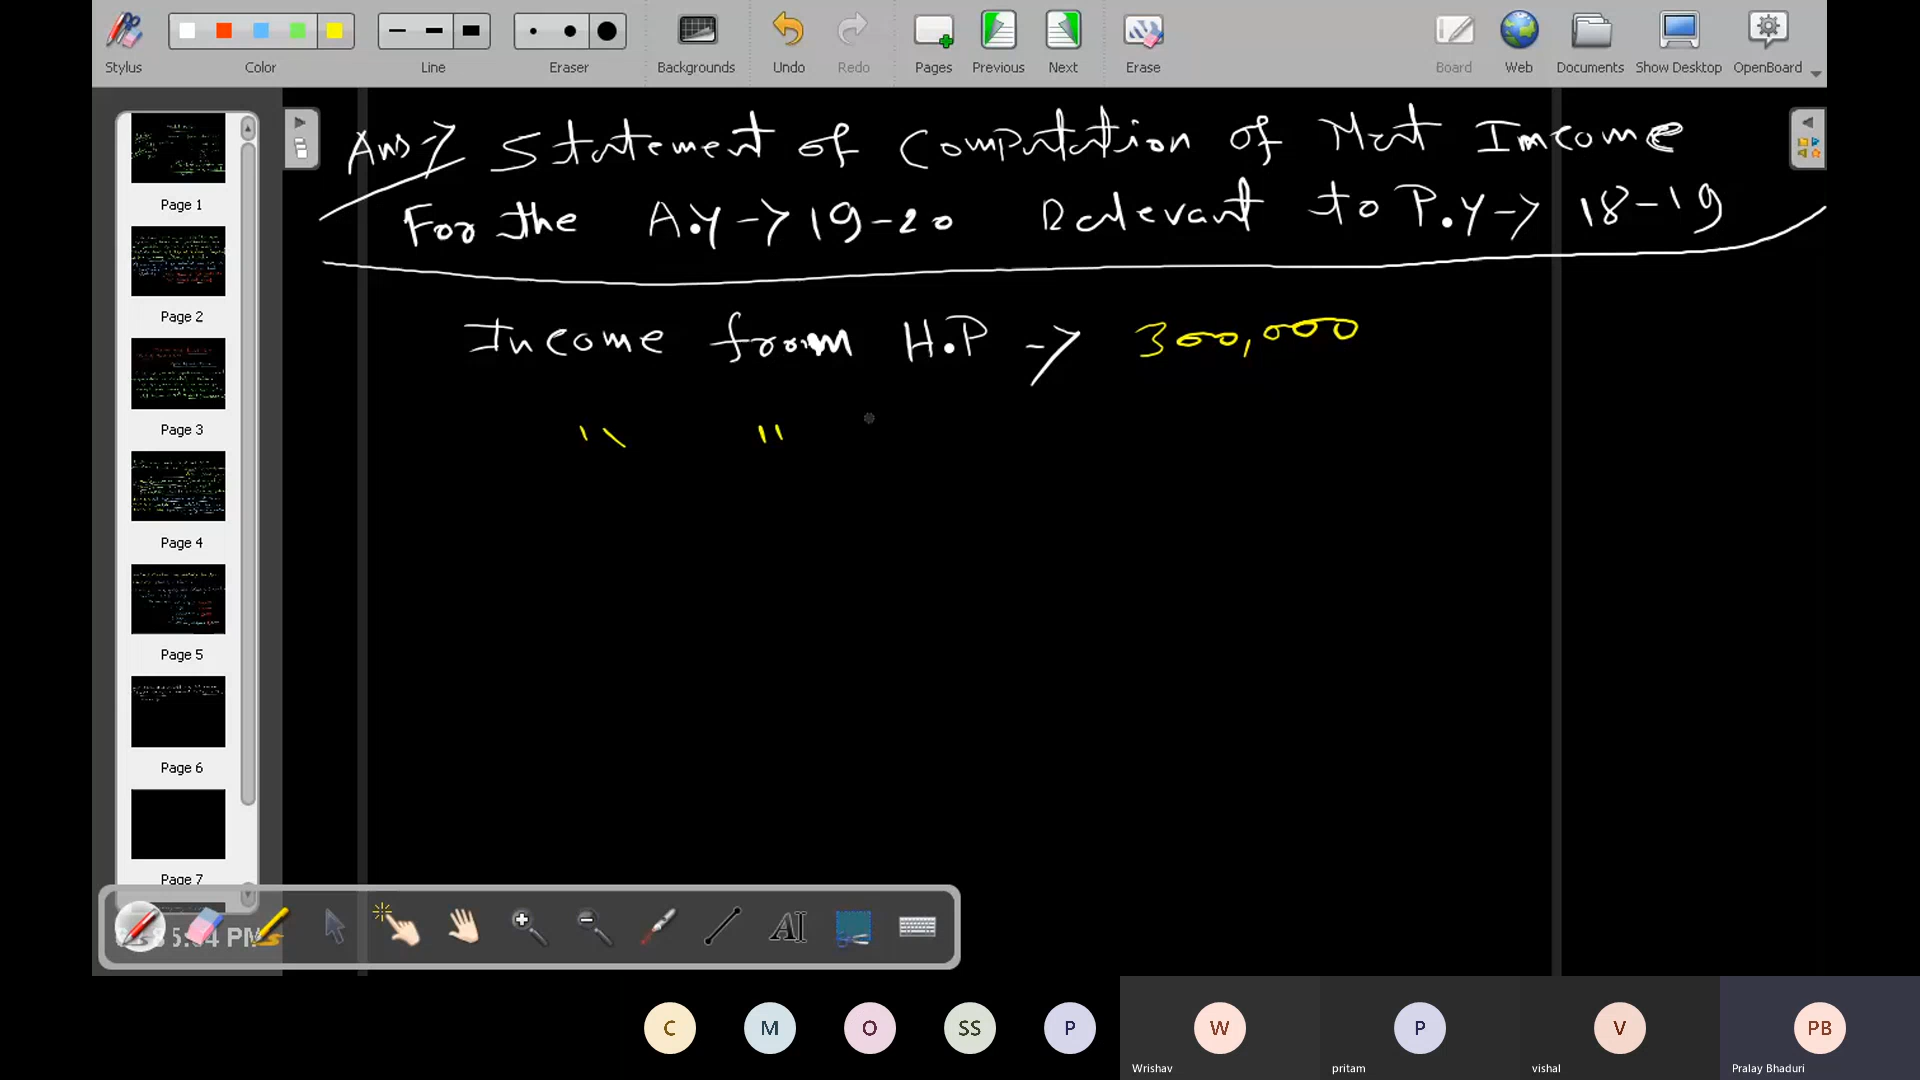 Stylus
Color
Line
Eraser
Backgrounds
Undo
Redo
Pages
Previous
Next
Erase
Board
Web
Documents
Show Desktop
OpenBoard
Page 1
Page 2
Page 3
Page 4
Page 5
Page 6
Page 7
Ans> Statement of Computation of Net Income
For the A.Y -> 19-20 Relevant to P.Y -> 18-19
Income from H.P -> 300,000
" "
PM
C
M
O
SS
P
W
Wrishav
P
pritam
V
vishal
PB
Pralay Bhaduri